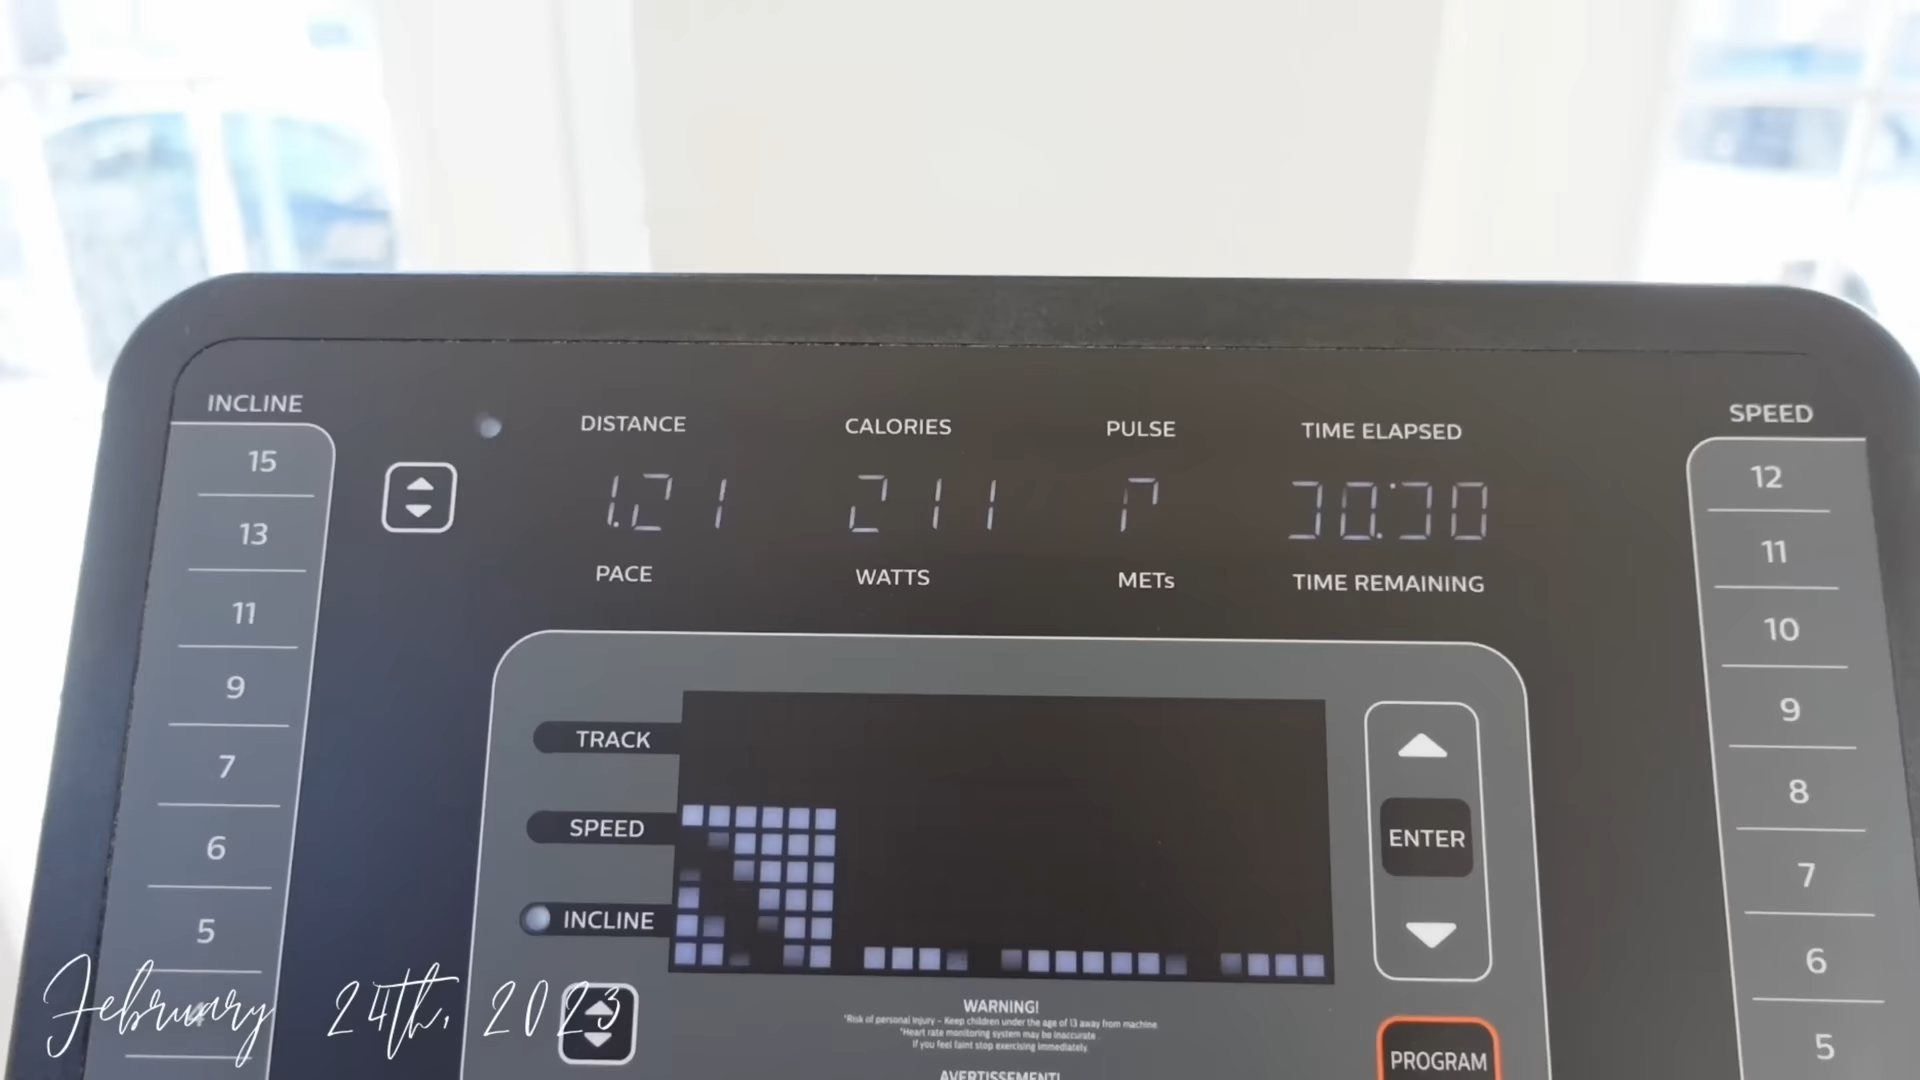 INCLINE
15
13
11
9
7
6
5
4
DISTANCE CALORIES PULSE TIME ELAPSED
1.21 211 P 30:30
PACE WATTS METs TIME REMAINING
SPEED
12
11
10
9
8
7
6
5
TRACK
SPEED
INCLINE
ENTER
PROGRAM
WARNING!
*Risk of personal injury - Keep children under the age of 13 away from machine
*Heart rate monitoring system may be inaccurate
If you feel faint stop exercising immediately
AVERTISSEMENT!
February 24th, 2023